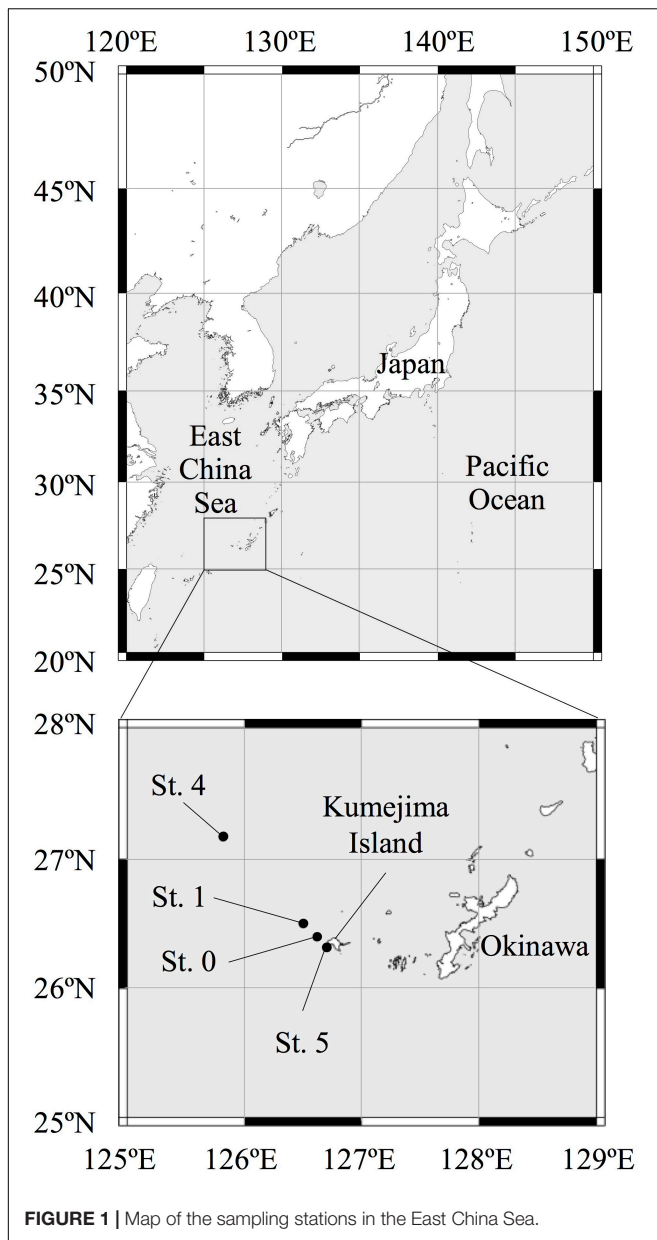 120ºE 130ºE 140ºE 150ºE
50ºN
45ºN
40ºN
Japan
35ºN
East
China
Sea
Pacific
Ocean
30ºN
25ºN
20ºN
28ºN
St. 4
Kumejima
Island
27ºN
St. 1
St. 0
Okinawa
26ºN
St. 5
25ºN
125ºE 126ºE 127ºE 128ºE 129ºE
FIGURE 1 | Map of the sampling stations in the East China Sea.